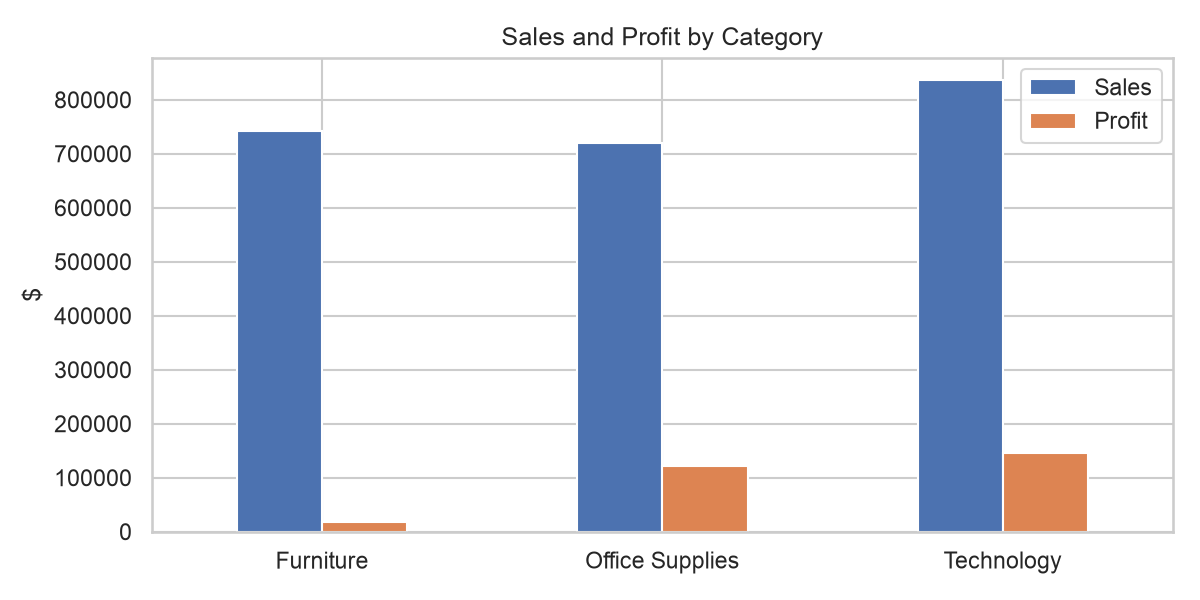 Sales and Profit by Category
Sales
Profit
$
800000
700000
600000
500000
400000
300000
200000
100000
0
Furniture
Office Supplies
Technology